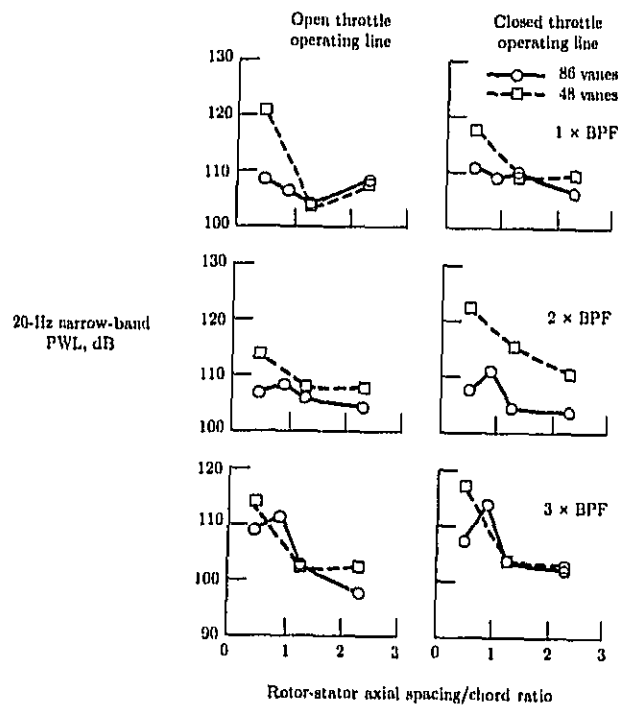 Open throttle
operating line
Closed throttle
operating line
86 vanes
48 vanes
1 × BPF
130
120
110
100
2 × BPF
130
120
110
100
20-Hz narrow-band
PWL, dB
3 × BPF
120
110
100
90
0 1 2 3
0 1 2 3
Rotor-stator axial spacing/chord ratio